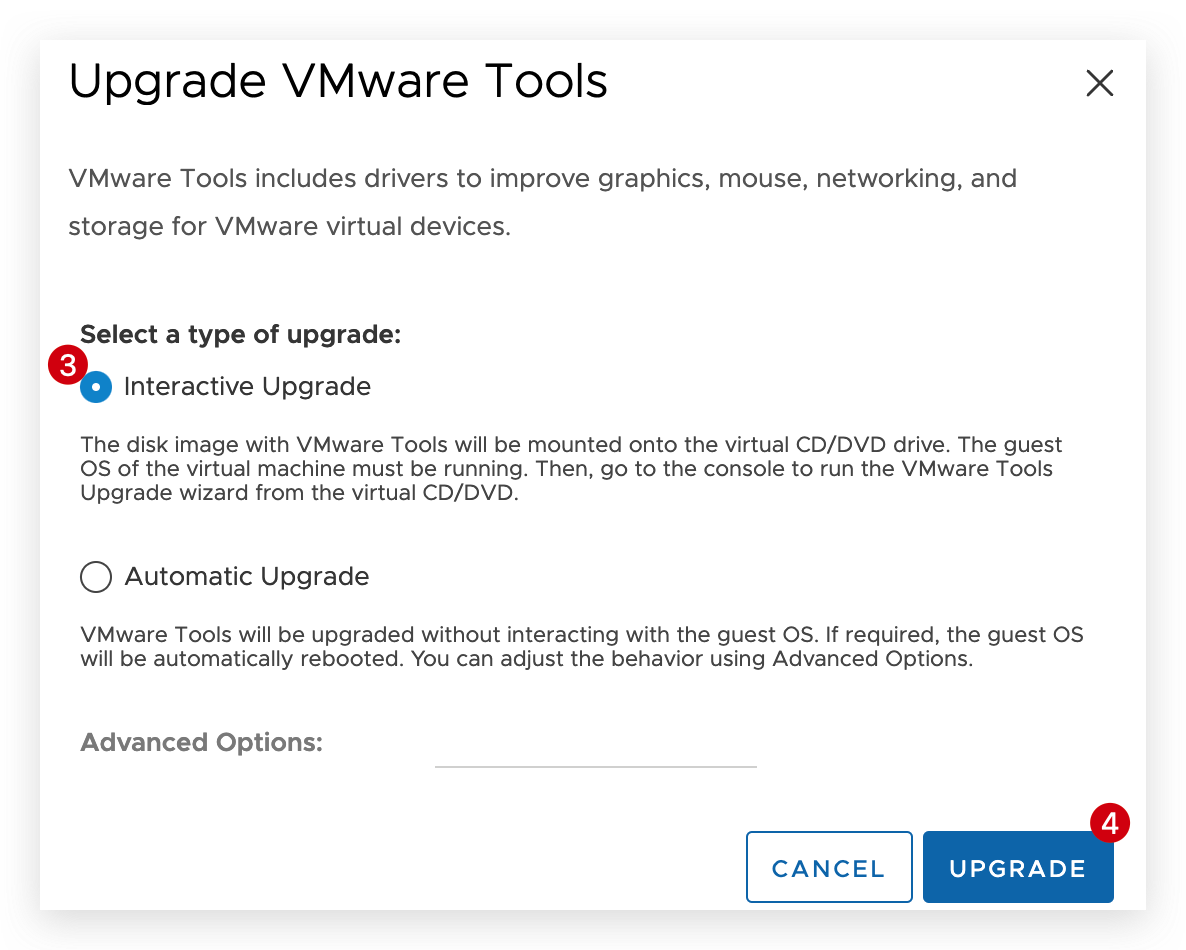 Upgrade VMware Tools
VMware Tools includes drivers to improve graphics, mouse, networking, and
storage for VMware virtual devices.
Select a type of upgrade:
3
Interactive Upgrade
The disk image with VMware Tools will be mounted onto the virtual CD/DVD drive. The guest
OS of the virtual machine must be running. Then, go to the console to run the VMware Tools
Upgrade wizard from the virtual CD/DVD.
Automatic Upgrade
VMware Tools will be upgraded without interacting with the guest OS. If required, the guest OS
will be automatically rebooted. You can adjust the behavior using Advanced Options.
Advanced Options:
4
CANCEL UPGRADE